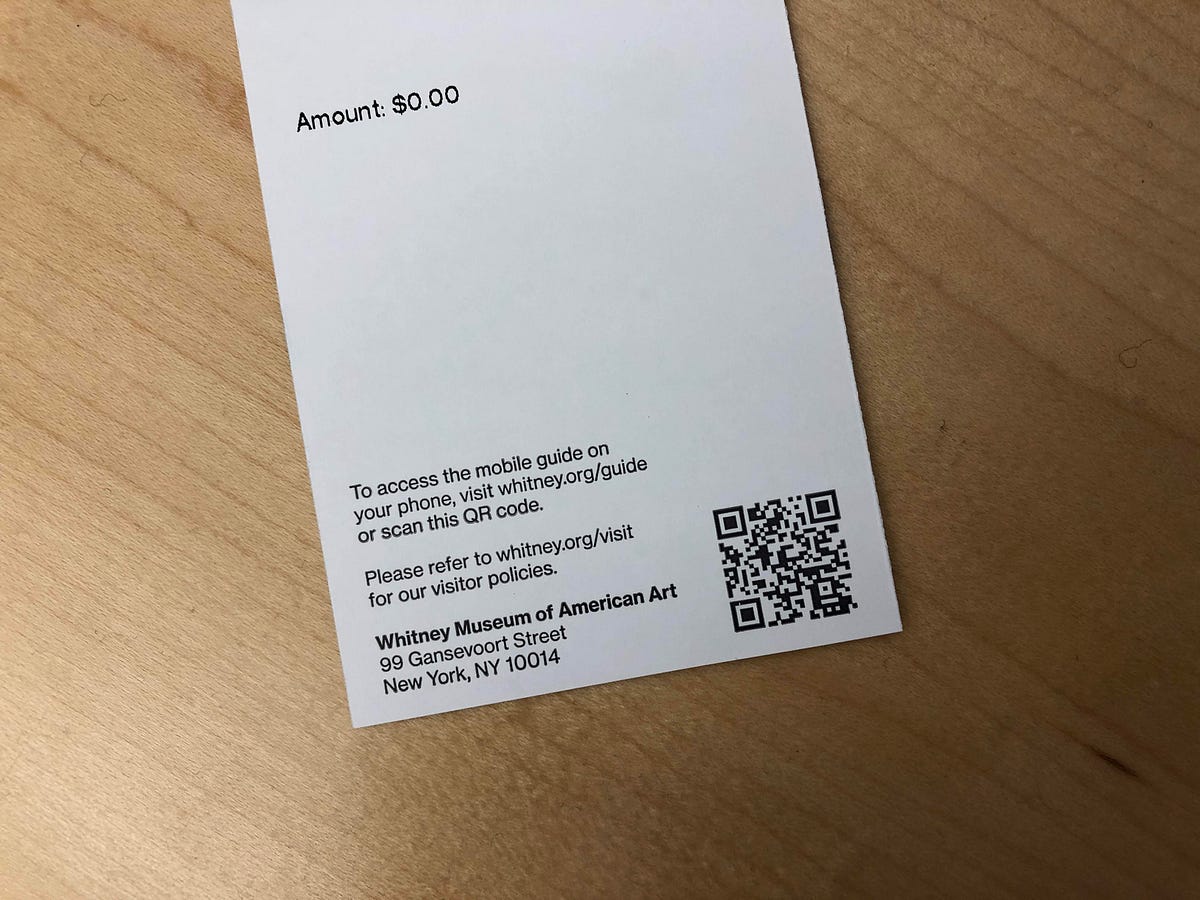 Amount: $0.00
To access the mobile guide on
your phone, visit whitney.org/guide
or scan this QR code.
Please refer to whitney.org/visit
for our visitor policies.
Whitney Museum of American Art
99 Gansevoort Street
New York, NY 10014